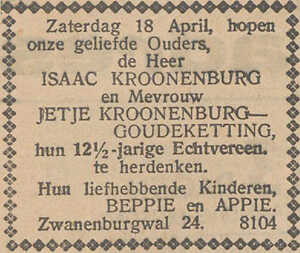 Zaterdag 18 April, hopen
onze geliefde Ouders,
de Heer
ISAAC KROONENBURG
en Mevrouw
JETJE KROONENBURG—
GOUDEKETTING,
hun 12½-jarige Echtvereen.
te herdenken.
Hun liefhebbende Kinderen,
BEPPIE en APPIE.
Zwanenburgwal 24. 8104